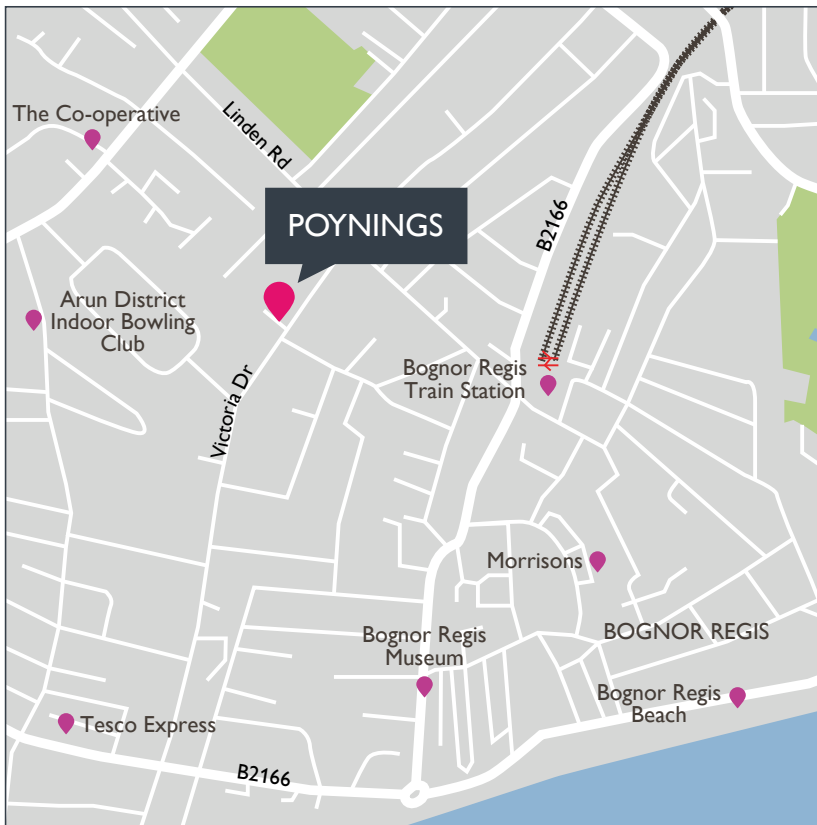 The Co-operative
Linden Rd
POYNINGS
B2166
Arun District
Indoor Bowling
Club
Bognor Regis
Train Station
Victoria Dr
Morrisons
BOGNOR REGIS
Bognor Regis
Museum
Bognor Regis
Beach
Tesco Express
B2166